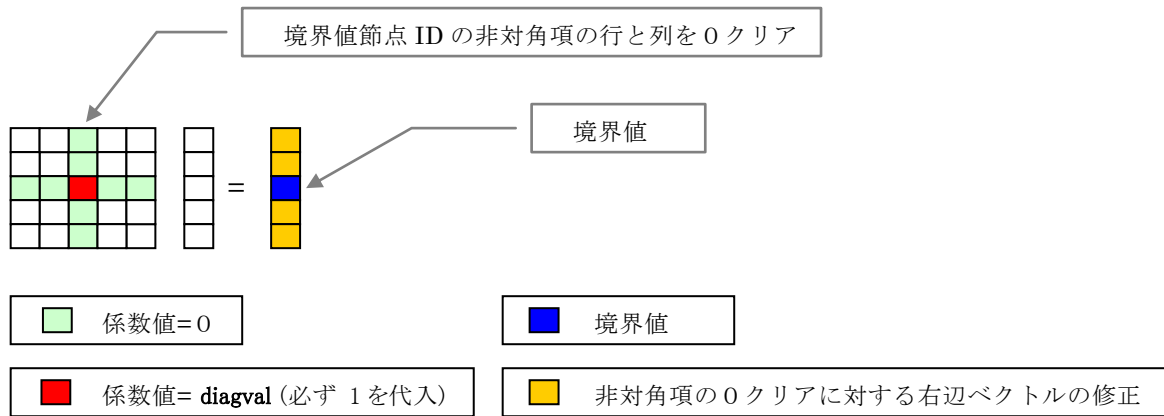 境界値節点 ID の非対角項の行と列を０クリア
境界値
=
係数値=０
境界値
係数値= diagval (必ず 1を代入)
非対角項の０クリアに対する右辺ベクトルの修正